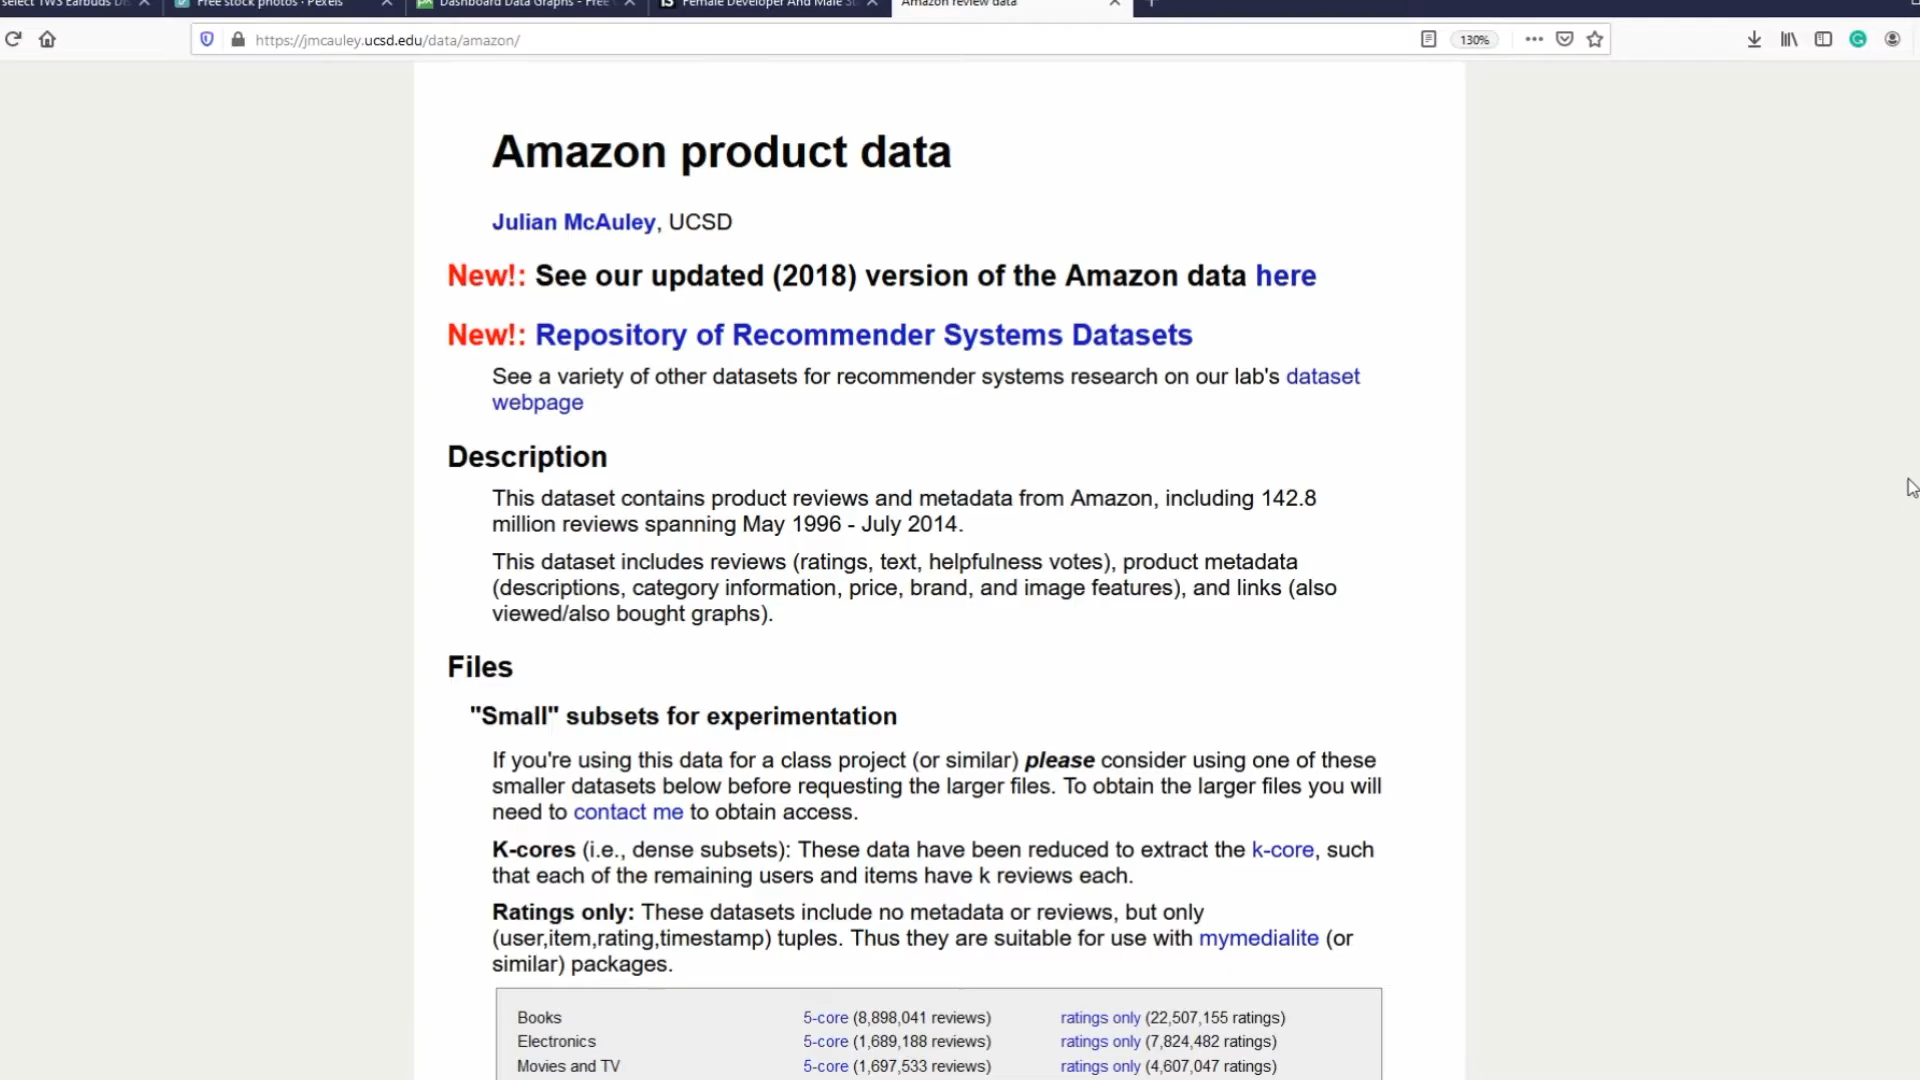 select TWS Earbuds
Free stock photos · Pexels
Dashboard Data Graphs - Free
Female Developer And Male
Amazon review data
https://jmcauley.ucsd.edu/data/amazon/
130%
Amazon product data
Julian McAuley, UCSD
New!: See our updated (2018) version of the Amazon data here
New!: Repository of Recommender Systems Datasets
See a variety of other datasets for recommender systems research on our lab's dataset
webpage
Description
This dataset contains product reviews and metadata from Amazon, including 142.8
million reviews spanning May 1996 - July 2014.
This dataset includes reviews (ratings, text, helpfulness votes), product metadata
(descriptions, category information, price, brand, and image features), and links (also
viewed/also bought graphs).
Files
"Small" subsets for experimentation
If you're using this data for a class project (or similar) please consider using one of these
smaller datasets below before requesting the larger files. To obtain the larger files you will
need to contact me to obtain access.
K-cores (i.e., dense subsets): These data have been reduced to extract the k-core, such
that each of the remaining users and items have k reviews each.
Ratings only: These datasets include no metadata or reviews, but only
(user,item,rating,timestamp) tuples. Thus they are suitable for use with mymedialite (or
similar) packages.
Books 5-core (8,898,041 reviews) ratings only (22,507,155 ratings)
Electronics 5-core (1,689,188 reviews) ratings only (7,824,482 ratings)
Movies and TV 5-core (1,697,533 reviews) ratings only (4,607,047 ratings)